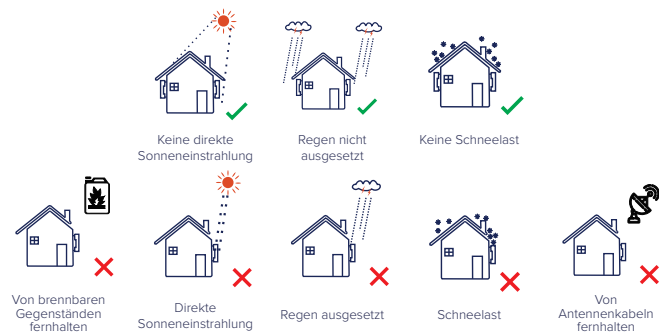 Keine direkte
Sonneneinstrahlung
Regen nicht
ausgesetzt
Keine Schneelast
Von brennbaren
Gegenständen
fernhalten
Direkte
Sonneneinstrahlung
Regen ausgesetzt
Schneelast
Von
Antennenkabeln
fernhalten